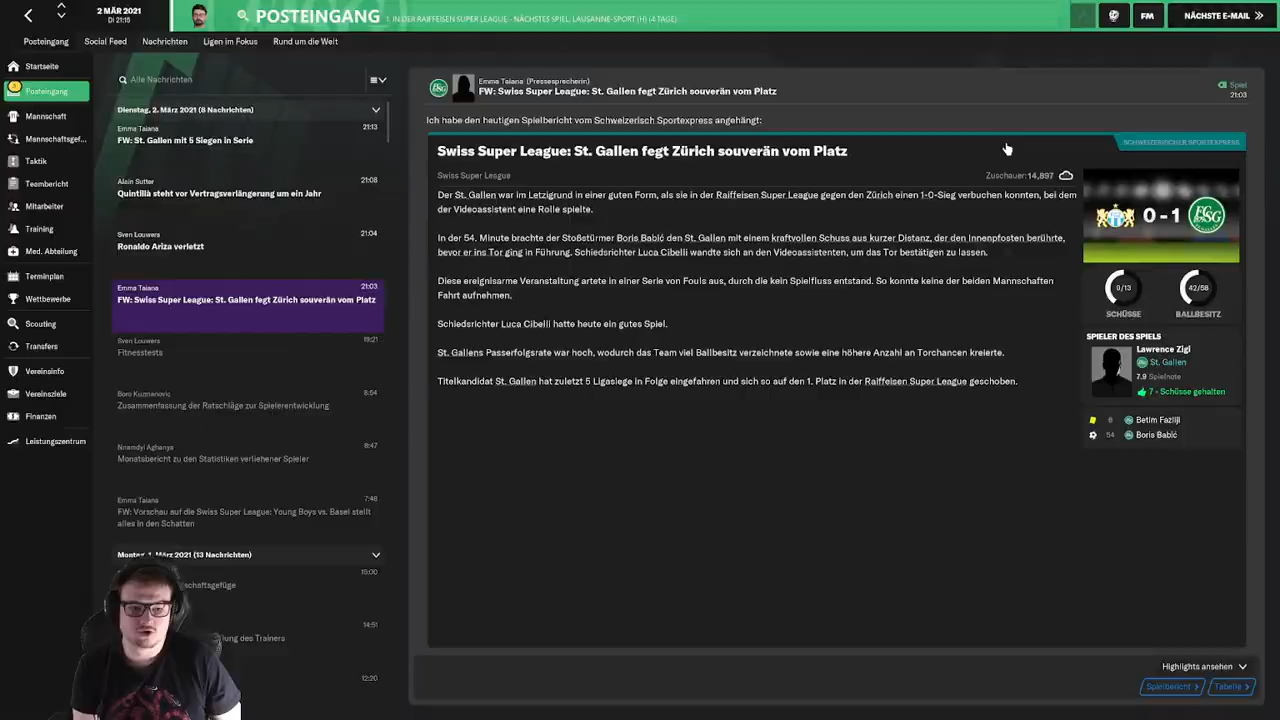 2 MÄR 2021
DI 21:15
POSTEINGANG
1. IN DER RAIFFEISEN SUPER LEAGUE - NÄCHSTES SPIEL, LAUSANNE-SPORT (H) (4 TAGE)
FM
NÄCHSTE E-MAIL
Posteingang
Social Feed
Nachrichten
Ligen im Fokus
Rund um die Welt
Startseite
Posteingang
Mannschaft
Mannschaftsgef...
Taktik
Teambericht
Mitarbeiter
Training
Med. Abteilung
Terminplan
Wettbewerbe
Scouting
Transfers
Vereinsinfo
Vereinsziele
Finanzen
Leistungszentrum
Alle Nachrichten
Dienstag, 2. März 2021 (8 Nachrichten)
Emma Taiana 21:13
FW: St. Gallen mit 5 Siegen in Serie
Alain Sutter 21:08
Quintillà steht vor Vertragsverlängerung um ein Jahr
Sven Louwers 21:04
Ronaldo Ariza verletzt
Emma Taiana 21:03
FW: Swiss Super League: St. Gallen fegt Zürich souverän vom Platz
Sven Louwers 19:21
Fitnesstests
Boro Kuzmanovic 8:54
Zusammenfassung der Ratschläge zur Spielerentwicklung
Nnamdyi Aghanya 8:47
Monatsbericht zu den Statistiken verliehener Spieler
Emma Taiana 7:48
FW: Vorschau auf die Swiss Super League: Young Boys vs. Basel stellt
alles in den Schatten
Montag, 1. März 2021 (13 Nachrichten)
15:00
schaftsgefüge
14:51
lung des Trainers
12:20
Emma Taiana (Pressesprecherin)
FW: Swiss Super League: St. Gallen fegt Zürich souverän vom Platz
Spiel
21:03
Ich habe den heutigen Spielbericht vom Schweizerisch Sportexpress angehängt:
SCHWEIZERISCHER SPORTEXPRESS
Swiss Super League: St. Gallen fegt Zürich souverän vom Platz
Swiss Super League
Zuschauer: 14,897
Der St. Gallen war im Letzigrund in einer guten Form, als sie in der Raiffeisen Super League gegen den Zürich einen 1-0-Sieg verbuchen konnten, bei dem
der Videoassistent eine Rolle spielte.
In der 54. Minute brachte der Stoßstürmer Boris Babić den St. Gallen mit einem kraftvollen Schuss aus kurzer Distanz, der den Innenpfosten berührte,
bevor er ins Tor ging in Führung. Schiedsrichter Luca Cibelli wandte sich an den Videoassistenten, um das Tor bestätigen zu lassen.
Diese ereignisarme Veranstaltung artete in einer Serie von Fouls aus, durch die kein Spielfluss entstand. So konnte keine der beiden Mannschaften
Fahrt aufnehmen.
Schiedsrichter Luca Cibelli hatte heute ein gutes Spiel.
St. Gallens Passerfolgsrate war hoch, wodurch das Team viel Ballbesitz verzeichnete sowie eine höhere Anzahl an Torchancen kreierte.
Titelkandidat St. Gallen hat zuletzt 5 Ligasiege in Folge eingefahren und sich so auf den 1. Platz in der Raiffeisen Super League geschoben.
0 - 1
9/13
SCHÜSSE
42/58
BALLBESITZ
SPIELER DES SPIELS
Lawrence Zigi
St. Gallen
7.9 Spielnote
7 - Schüsse gehalten
6 Betim Fazliji
54 Boris Babić
Highlights ansehen
Spielbericht
Tabelle